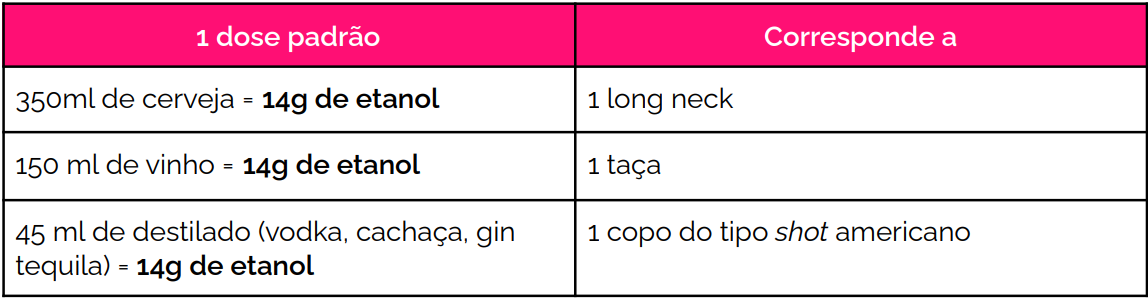 1 dose padrão
Corresponde a
350ml de cerveja = 14g de etanol
1 long neck
150 ml de vinho = 14g de etanol
1 taça
45 ml de destilado (vodka, cachaça, gin
tequila) = 14g de etanol
1 copo do tipo shot americano